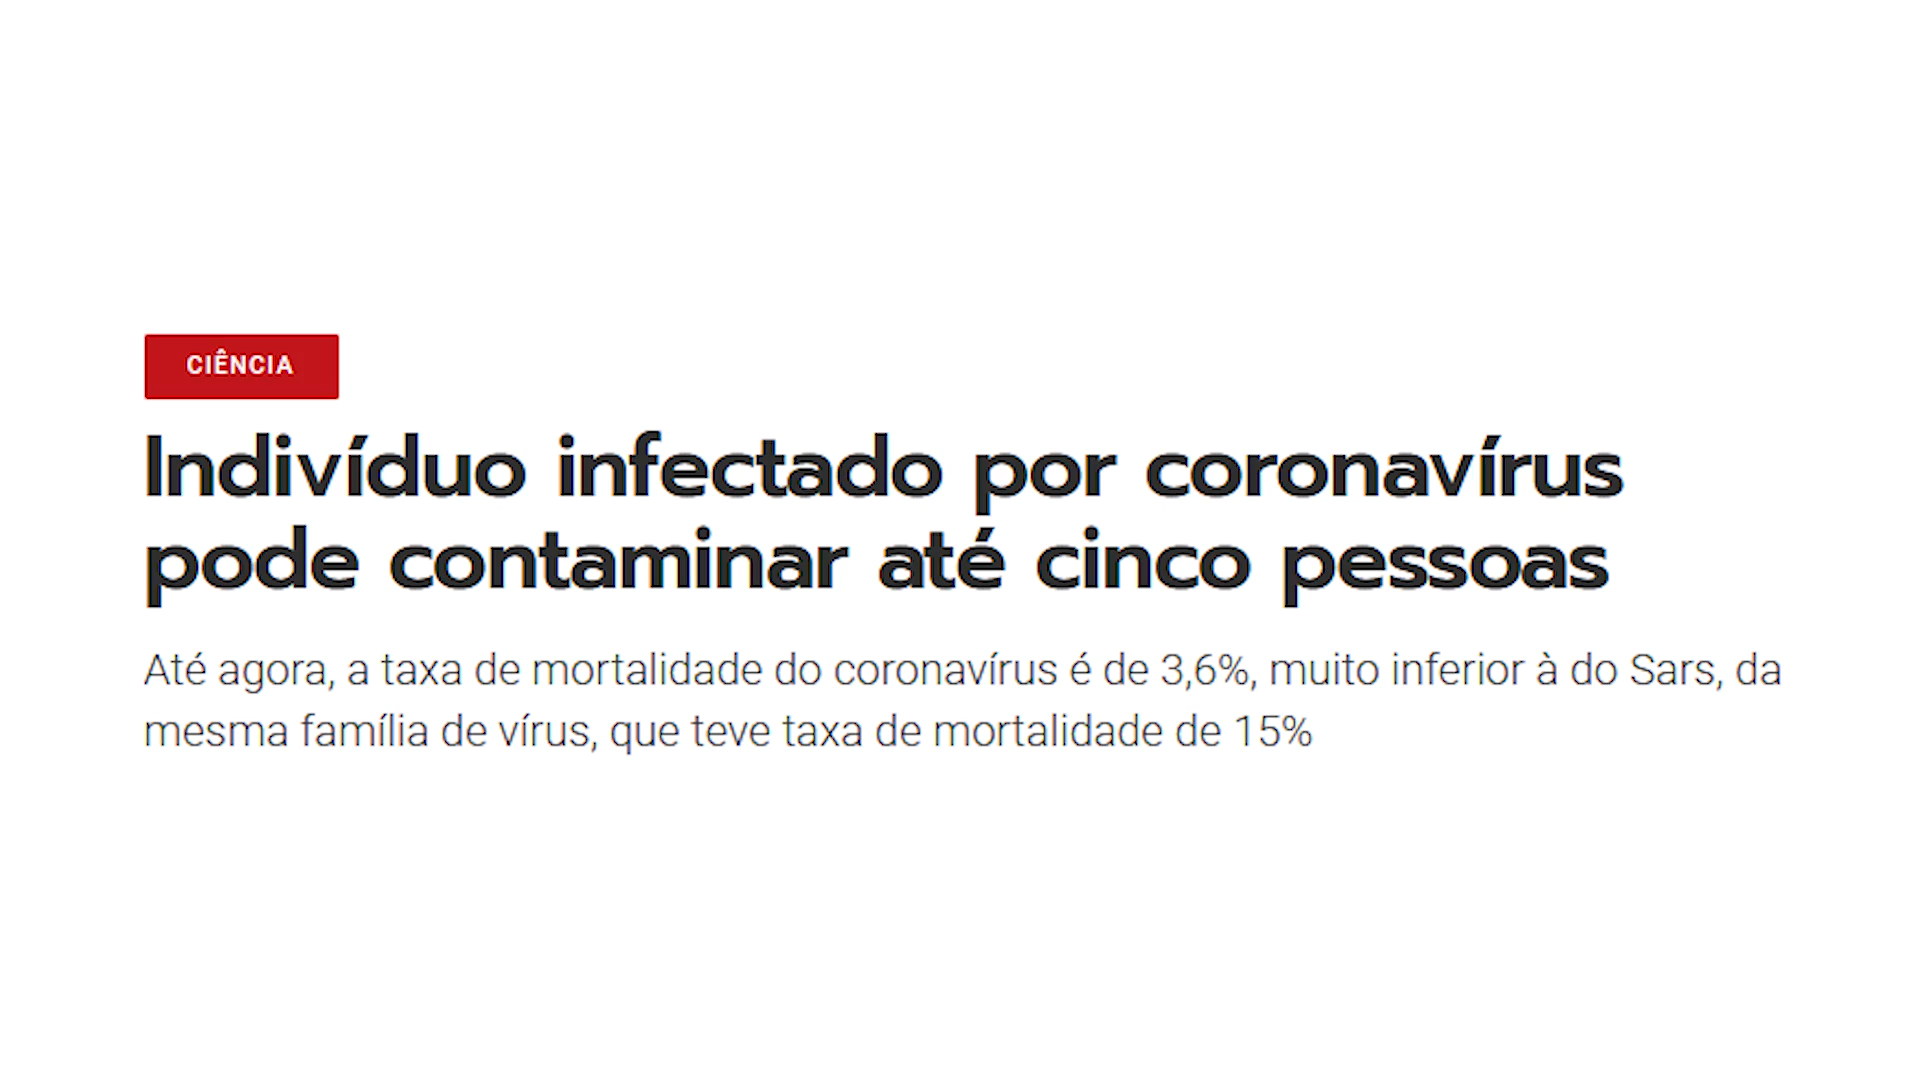 CIÊNCIA
Indivíduo infectado por coronavírus
pode contaminar até cinco pessoas
Até agora, a taxa de mortalidade do coronavírus é de 3,6%, muito inferior à do Sars, da
mesma família de vírus, que teve taxa de mortalidade de 15%